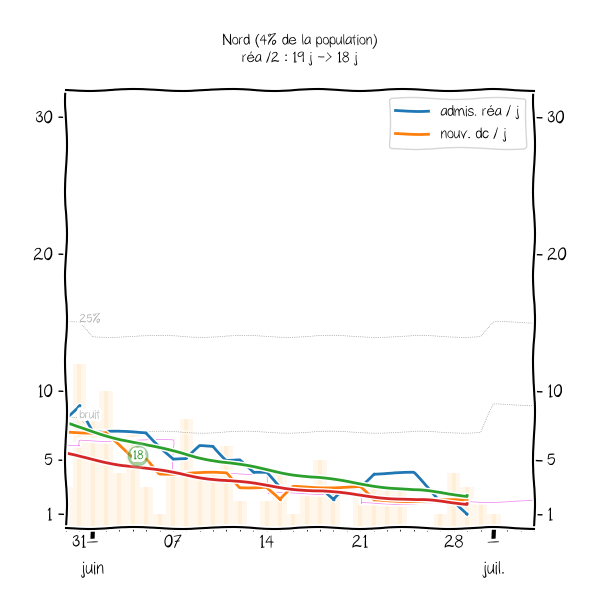 Nord (4% de la population)
réa /2 : 19 j -> 18 j
admis. réa / j
nouv. dc / j
30
30
20
20
25%
10
10
bruit
18
5
5
1
1
31
07
14
21
28
juin
juil.